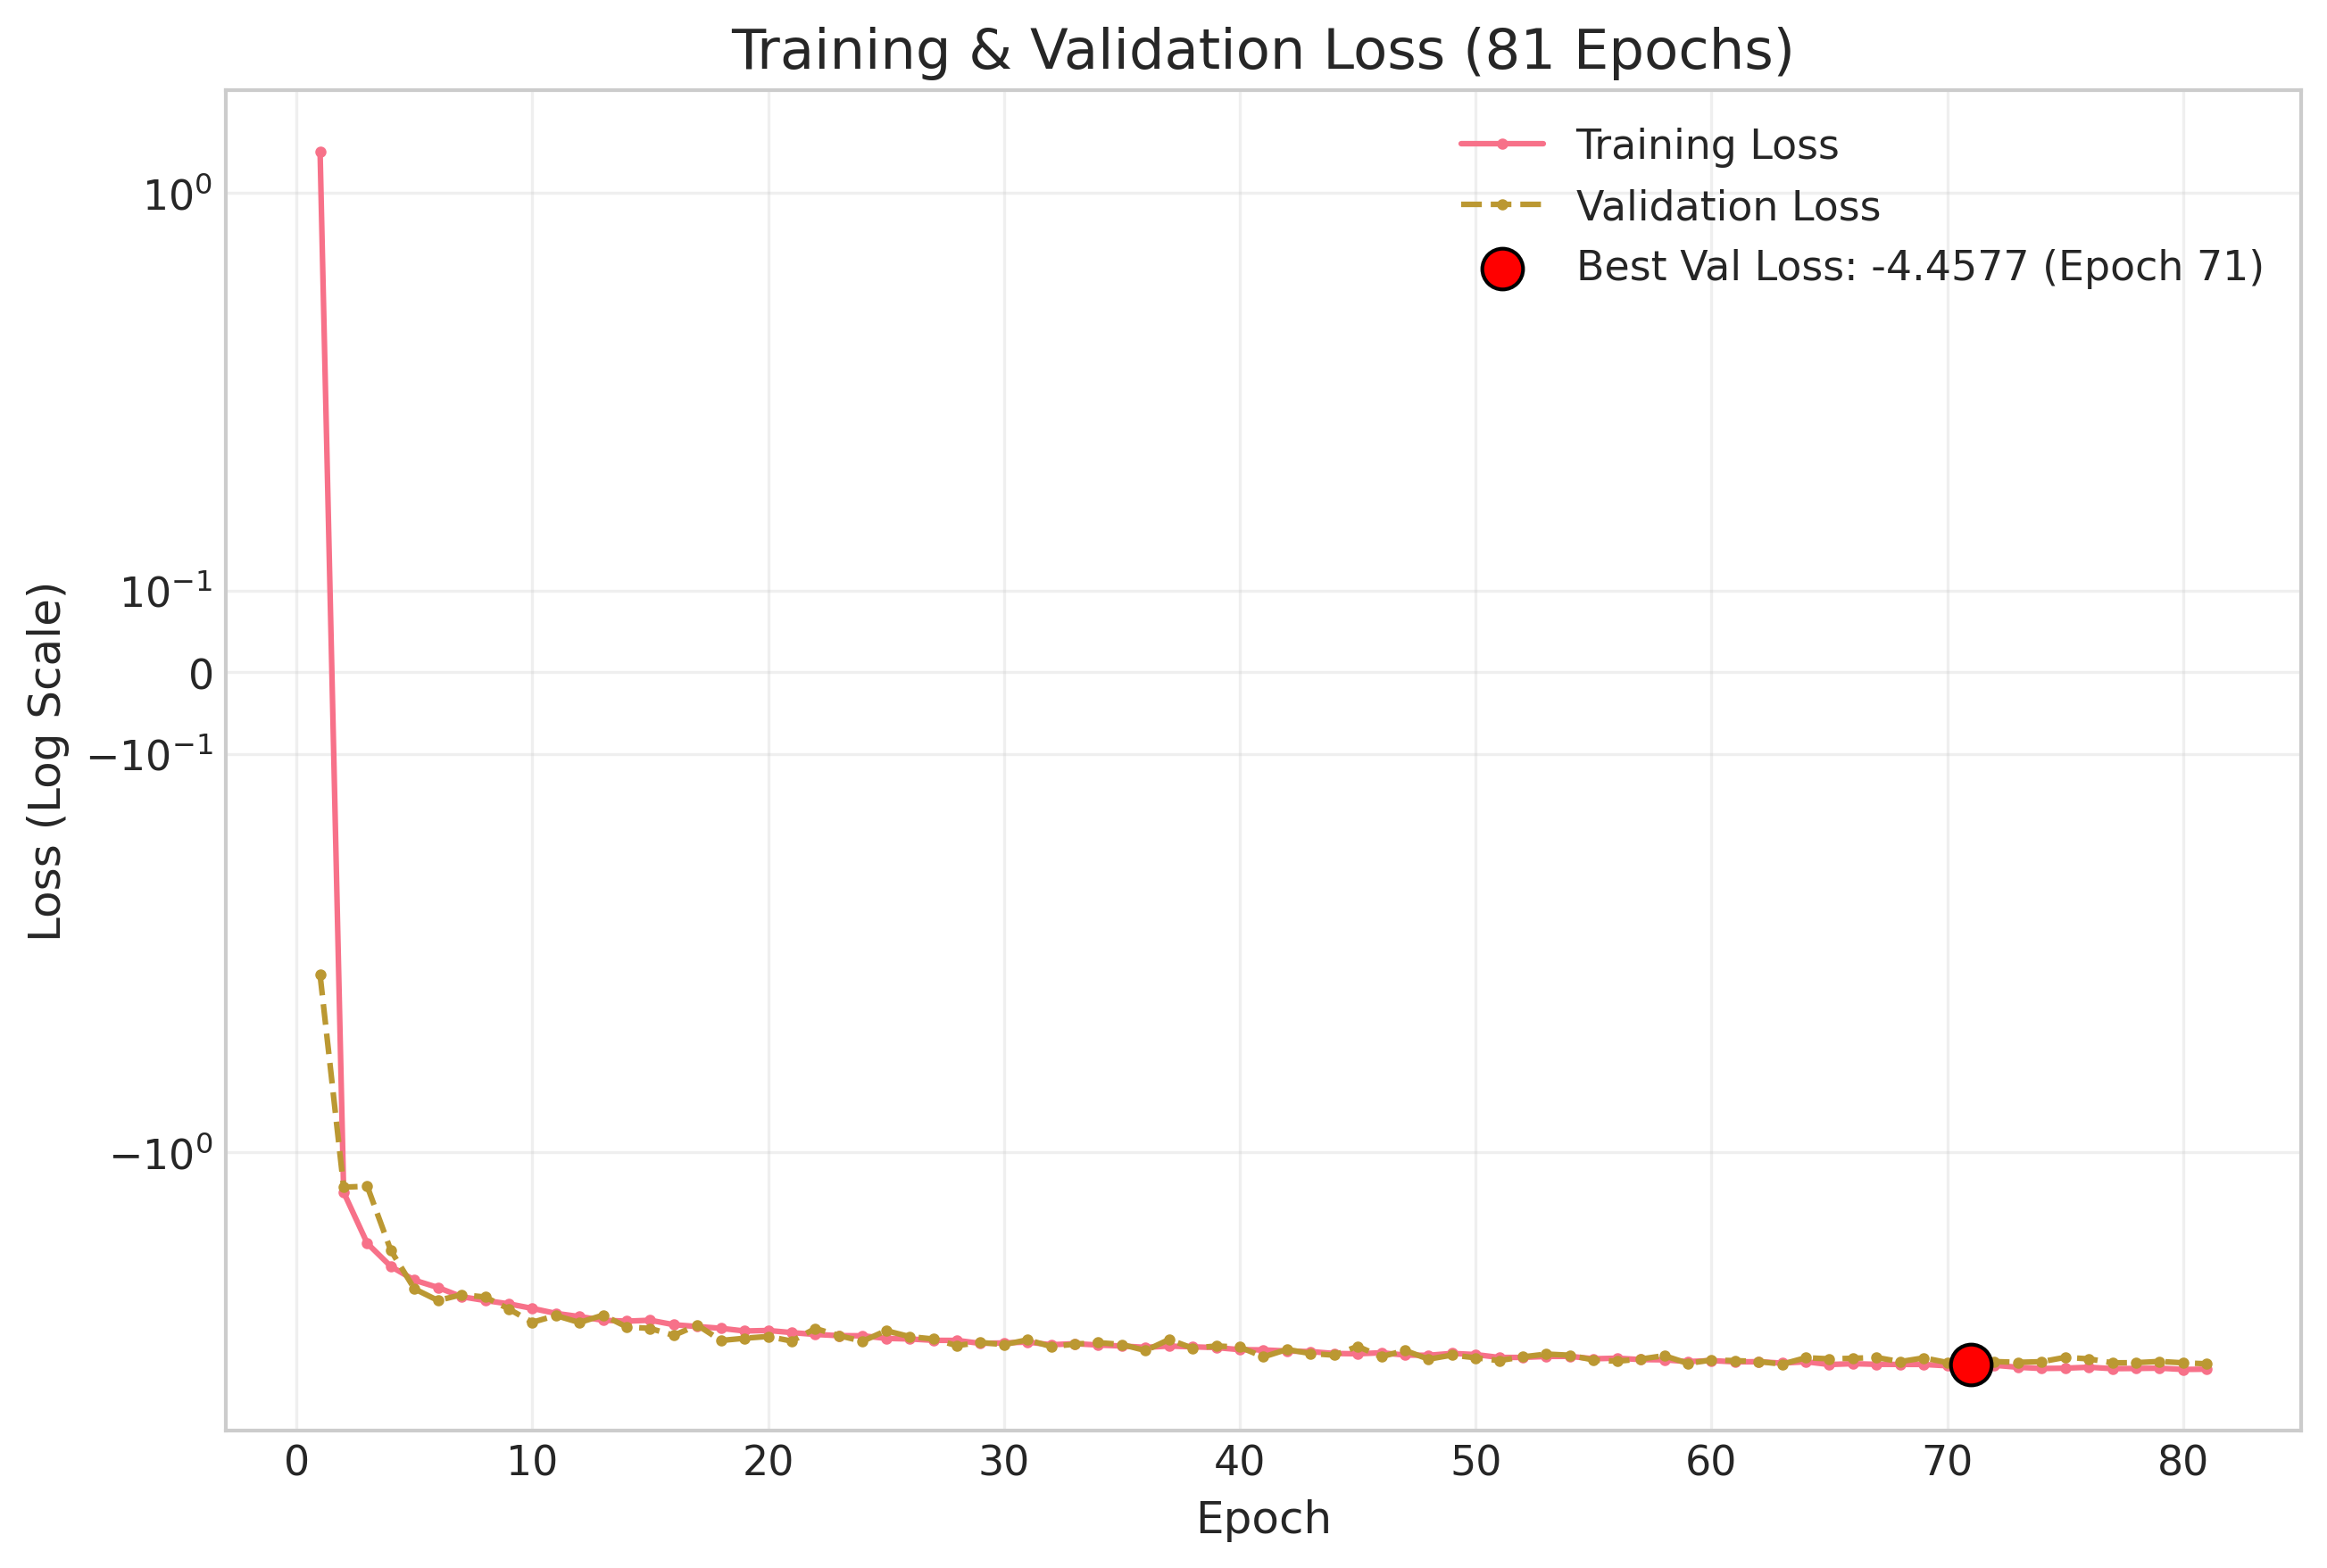 Training & Validation Loss (81 Epochs)
Training Loss
Validation Loss
Best Val Loss: -4.4577 (Epoch 71)
Loss (Log Scale)
10⁰
10⁻¹
0
−10⁻¹
−10⁰
0 10 20 30 40 50 60 70 80
Epoch